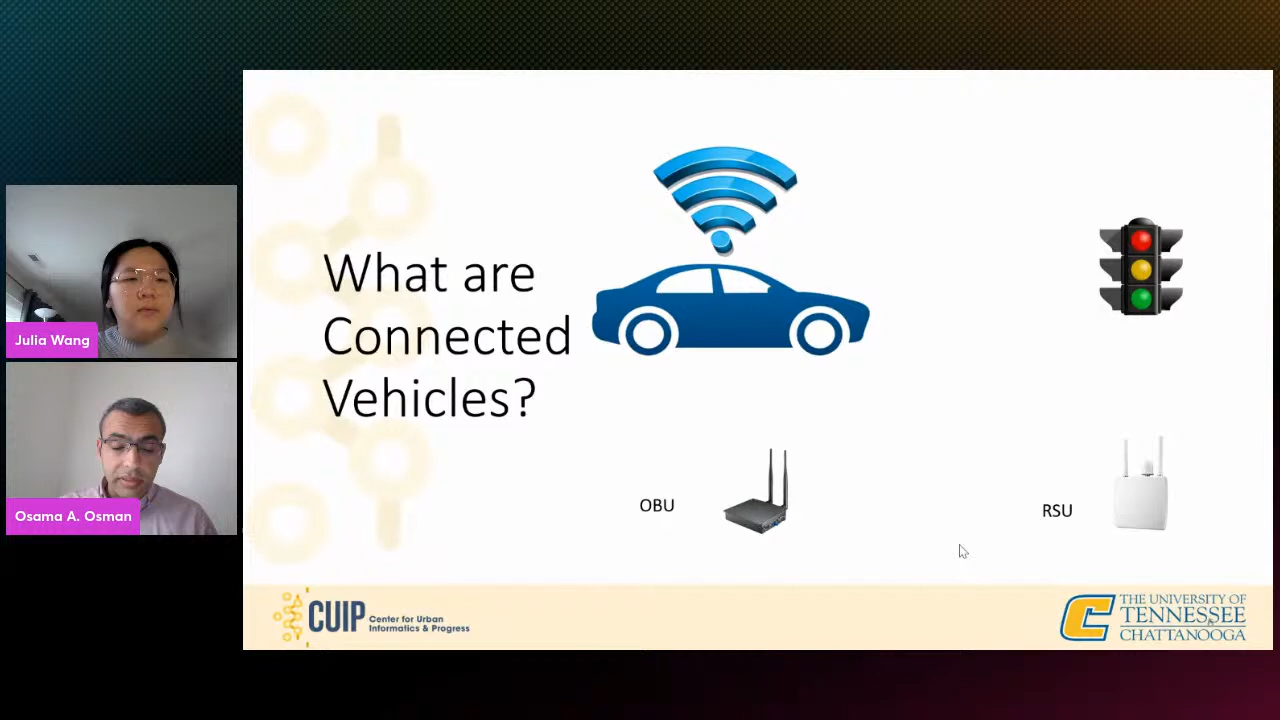 Julia Wang
Osama A. Osman
What are
Connected
Vehicles?
OBU
RSU
CUIP
Center for Urban
Informatics & Progress
C
THE UNIVERSITY OF
TENNESSEE
CHATTANOOGA